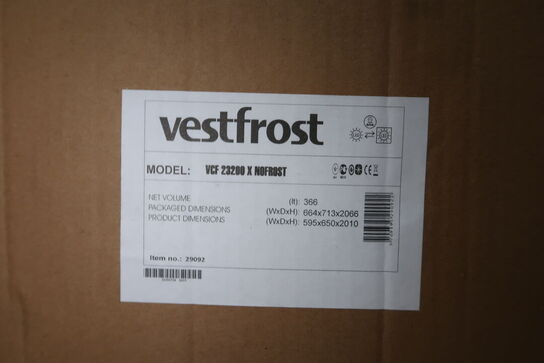 vestfrost
MODEL: VCF 23200 X NOFROST
NET VOLUME (lt): 366
PACKAGED DIMENSIONS (WxDxH): 664x713x2066
PRODUCT DIMENSIONS (WxDxH): 595x650x2010
Item no.: 29092